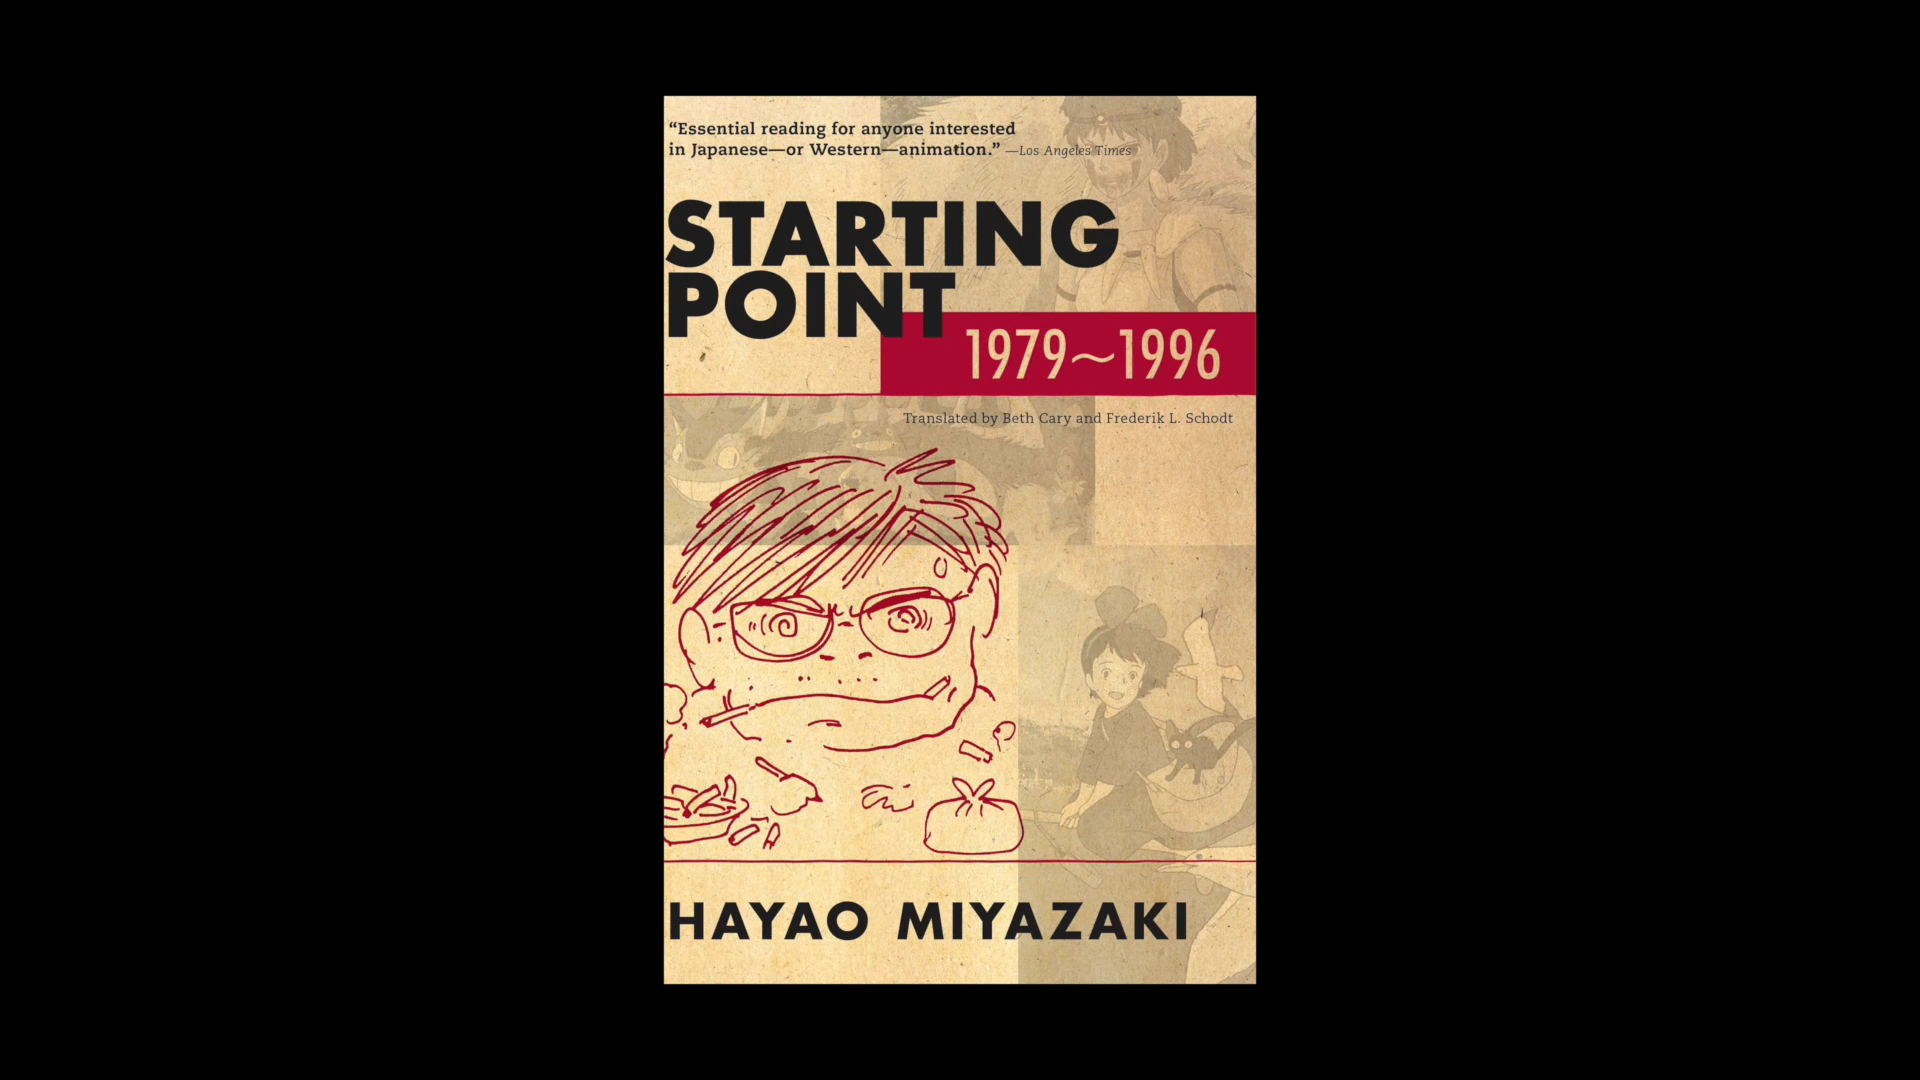 “Essential reading for anyone interested
in Japanese—or Western—animation.” —Los Angeles Times
STARTING
POINT
1979~1996
Translated by Beth Cary and Frederik L. Schodt
HAYAO MIYAZAKI